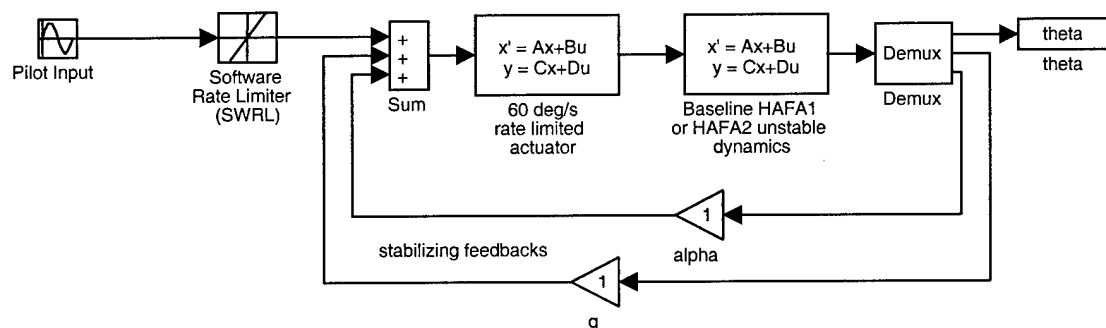 Pilot Input
Software
Rate Limiter
(SWRL)
+
+
+
Sum
x' = Ax+Bu
y = Cx+Du
60 deg/s
rate limited
actuator
x' = Ax+Bu
y = Cx+Du
Baseline HAFA1
or HAFA2 unstable
dynamics
Demux
Demux
theta
theta
1
alpha
stabilizing feedbacks
1
q